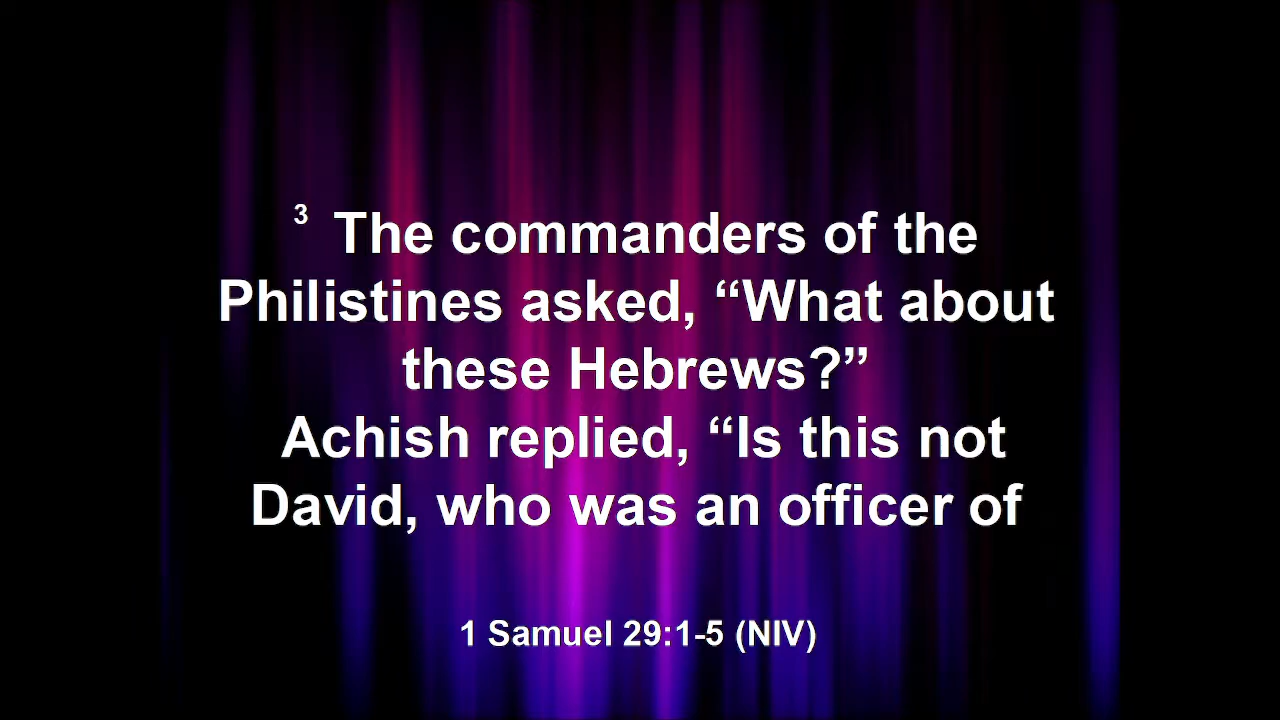 3 The commanders of the
Philistines asked, “What about
these Hebrews?”
Achish replied, “Is this not
David, who was an officer of
1 Samuel 29:1-5 (NIV)